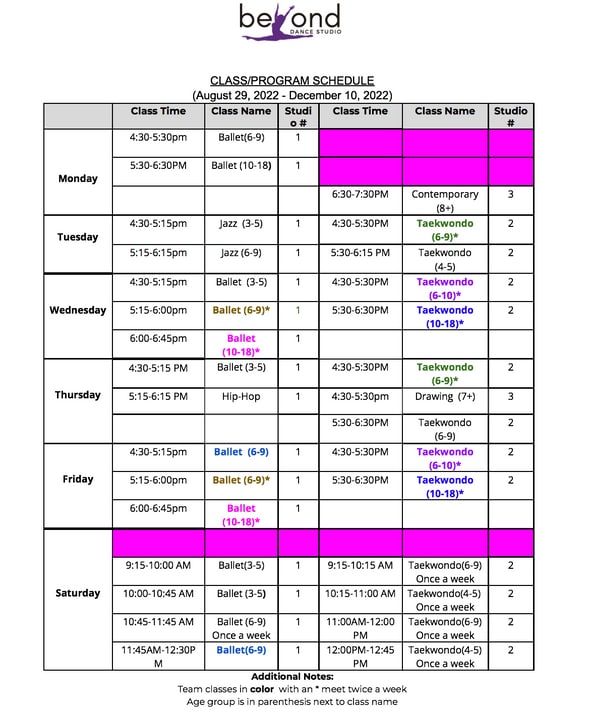 beyond
DANCE STUDIO
CLASS/PROGRAM SCHEDULE
(August 29, 2022 - December 10, 2022)
Class Time Class Name Studi Class Time Class Name Studio
o # #
Monday
4:30-5:30pm Ballet(6-9) 1
5:30-6:30PM Ballet (10-18) 1
6:30-7:30PM Contemporary 3
(8+)
Tuesday
4:30-5:15pm Jazz (3-5) 1 4:30-5:30PM Taekwondo 2
(6-9)*
5:15-6:15pm Jazz (6-9) 1 5:30-6:15 PM Taekwondo 2
(4-5)
Wednesday
4:30-5:15pm Ballet (3-5) 1 4:30-5:30PM Taekwondo 2
(6-10)*
5:15-6:00pm Ballet (6-9)* 1 5:30-6:30PM Taekwondo 2
(10-18)*
6:00-6:45pm Ballet 1
(10-18)*
Thursday
4:30-5:15 PM Ballet (3-5) 1 4:30-5:30PM Taekwondo 2
(6-9)*
5:15-6:15 PM Hip-Hop 1 4:30-5:30pm Drawing (7+) 3
5:30-6:30PM Taekwondo 2
(6-9)
Friday
4:30-5:15pm Ballet (6-9) 1 4:30-5:30PM Taekwondo 2
(6-10)*
5:15-6:00pm Ballet (6-9)* 1 5:30-6:30PM Taekwondo 2
(10-18)*
6:00-6:45pm Ballet 1
(10-18)*
Saturday
9:15-10:00 AM Ballet(3-5) 1 9:15-10:15 AM Taekwondo(6-9) 2
Once a week
10:00-10:45 AM Ballet (3-5) 1 10:15-11:00 AM Taekwondo(4-5) 2
Once a week
10:45-11:45 AM Ballet (6-9) 1 11:00AM-12:00 Taekwondo(6-9) 2
Once a week PM Once a week
11:45AM-12:30P Ballet(6-9) 1 12:00PM-12:45 Taekwondo(4-5) 2
M PM Once a week
Additional Notes:
Team classes in color with an * meet twice a week
Age group is in parenthesis next to class name